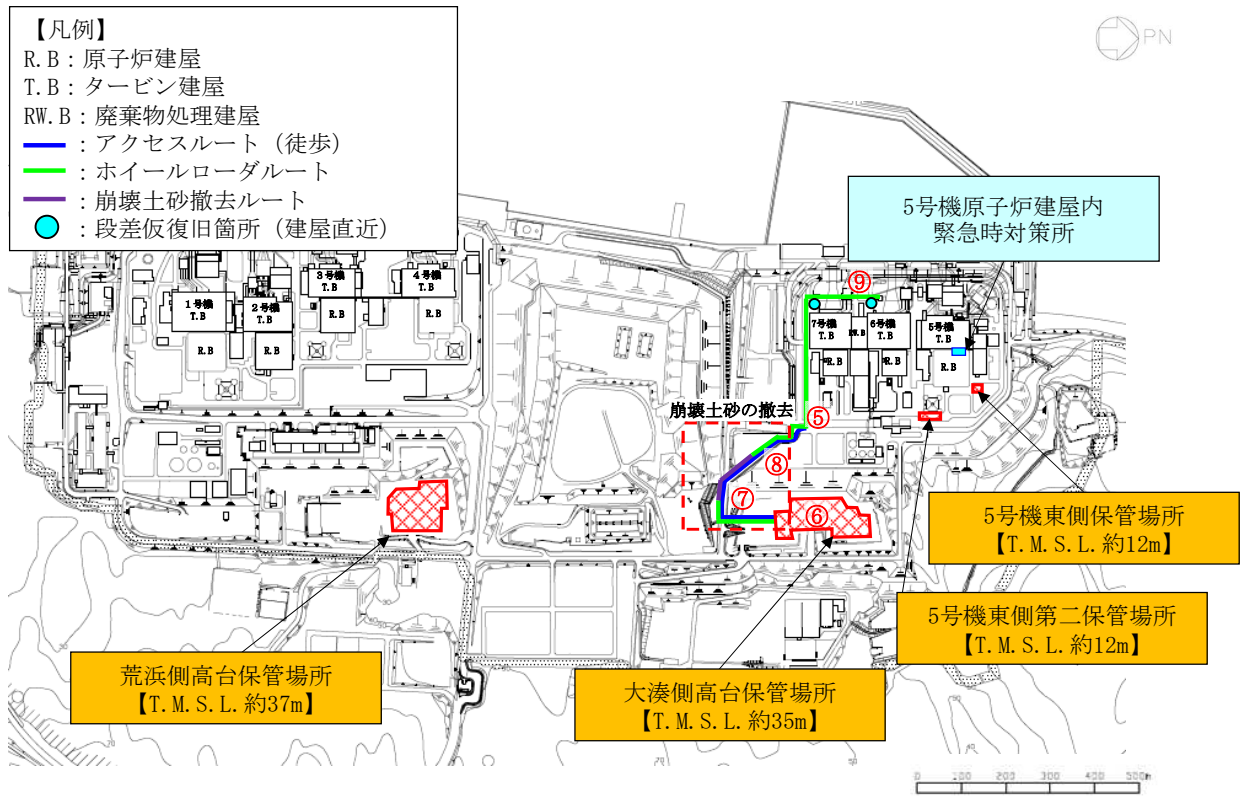 【凡例】
R.B：原子炉建屋
T.B：タービン建屋
RW.B：廃棄物処理建屋
：アクセスルート（徒歩）
：ホイールローダルート
：崩壊土砂撤去ルート
：段差仮復旧箇所（建屋直近）
PN
5号機原子炉建屋内
緊急時対策所
1号機
T.B
R.B
2号機
T.B
R.B
3号機
T.B
R.B
4号機
T.B
R.B
⑨
7号機
T.B
R.B
RW.B
6号機
T.B
R.B
5号機
T.B
R.B
崩壊土砂の撤去
⑤
⑧
⑦
⑥
5号機東側保管場所
【T.M.S.L.約12m】
5号機東側第二保管場所
【T.M.S.L.約12m】
荒浜側高台保管場所
【T.M.S.L.約37m】
大湊側高台保管場所
【T.M.S.L.約35m】
0 100 200 300 400 500m